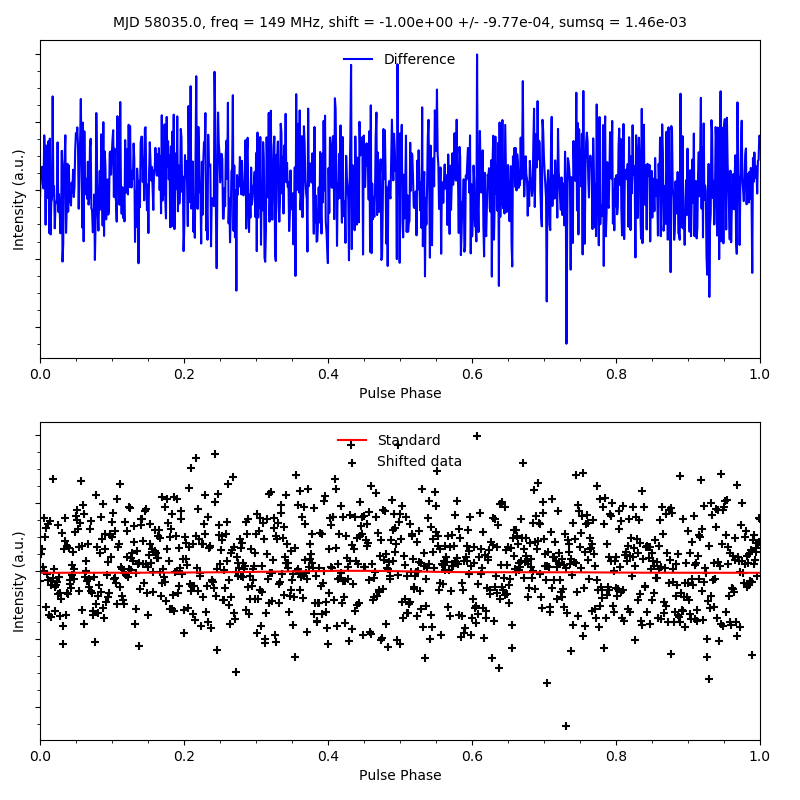 MJD 58035.0, freq = 149 MHz, shift = -1.00e+00 +/- -9.77e-04, sumsq = 1.46e-03
Difference
Intensity (a.u.)
0.0 0.2 0.4 0.6 0.8 1.0
Pulse Phase
Standard
Shifted data
Intensity (a.u.)
0.0 0.2 0.4 0.6 0.8 1.0
Pulse Phase